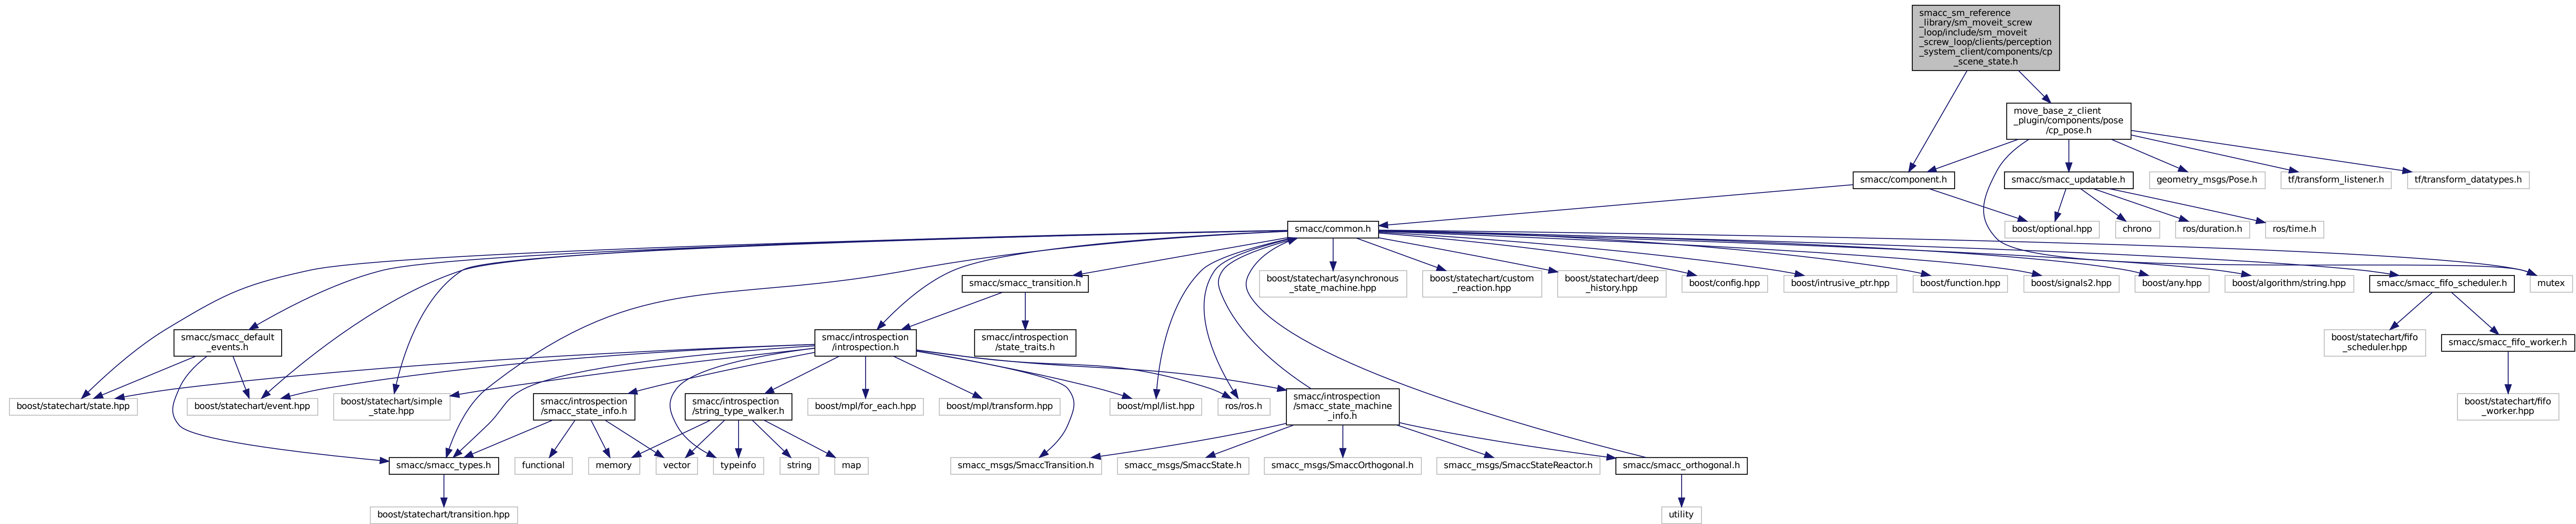 smacc_sm_reference
_library/sm_moveit_screw
_loop/include/sm_moveit
_screw_loop/clients/perception
_system_client/components/cp
_scene_state.h
move_base_z_client
_plugin/components/pose
/cp_pose.h
smacc/component.h
smacc/smacc_updatable.h
geometry_msgs/Pose.h
tf/transform_listener.h
tf/transform_datatypes.h
smacc/common.h
boost/optional.hpp
chrono
ros/duration.h
ros/time.h
smacc/smacc_transition.h
boost/statechart/asynchronous
_state_machine.hpp
boost/statechart/custom
_reaction.hpp
boost/statechart/deep
_history.hpp
boost/config.hpp
boost/intrusive_ptr.hpp
boost/function.hpp
boost/signals2.hpp
boost/any.hpp
boost/algorithm/string.hpp
smacc/smacc_fifo_scheduler.h
mutex
smacc/smacc_default
_events.h
smacc/introspection
/introspection.h
smacc/introspection
/state_traits.h
boost/statechart/fifo
_scheduler.hpp
smacc/smacc_fifo_worker.h
boost/statechart/state.hpp
boost/statechart/event.hpp
boost/statechart/simple
_state.hpp
smacc/introspection
/smacc_state_info.h
smacc/introspection
/string_type_walker.h
boost/mpl/for_each.hpp
boost/mpl/transform.hpp
boost/mpl/list.hpp
ros/ros.h
smacc/introspection
/smacc_state_machine
_info.h
boost/statechart/fifo
_worker.hpp
smacc/smacc_types.h
functional
memory
vector
typeinfo
string
map
smacc_msgs/SmaccTransition.h
smacc_msgs/SmaccState.h
smacc_msgs/SmaccOrthogonal.h
smacc_msgs/SmaccStateReactor.h
smacc/smacc_orthogonal.h
boost/statechart/transition.hpp
utility